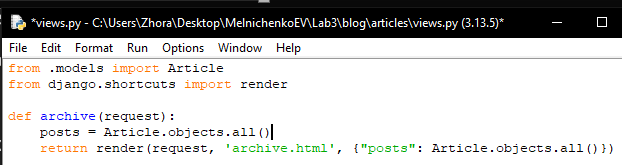 *views.py - C:\Users\Zhora\Desktop\MelnichenkoEV\Lab3\blog\articles\views.py (3.13.5)*
File Edit Format Run Options Window Help
from .models import Article
from django.shortcuts import render
def archive(request):
    posts = Article.objects.all()
    return render(request, 'archive.html', {"posts": Article.objects.all()})